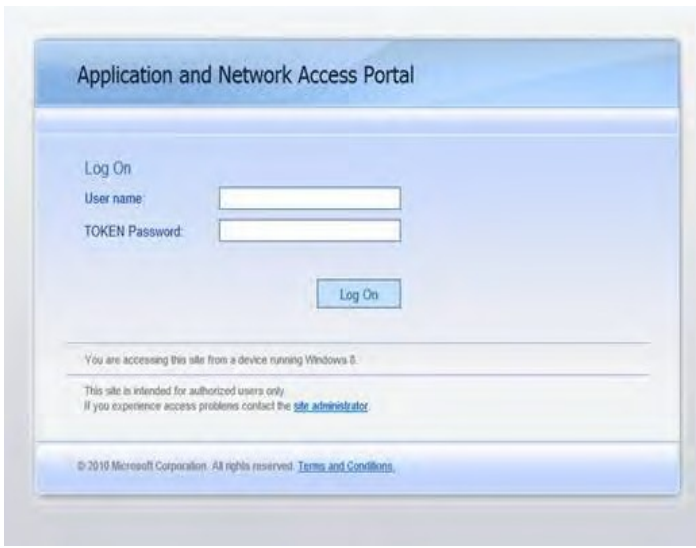 Application and Network Access Portal
Log On
User name
TOKEN Password:
Log On
You are accessing this site from a device running Windows 8.
This site is intended for authorized users only
If you experience access problems contact the site administrator
© 2010 Microsoft Corporation. All rights reserved. Terms and Conditions.